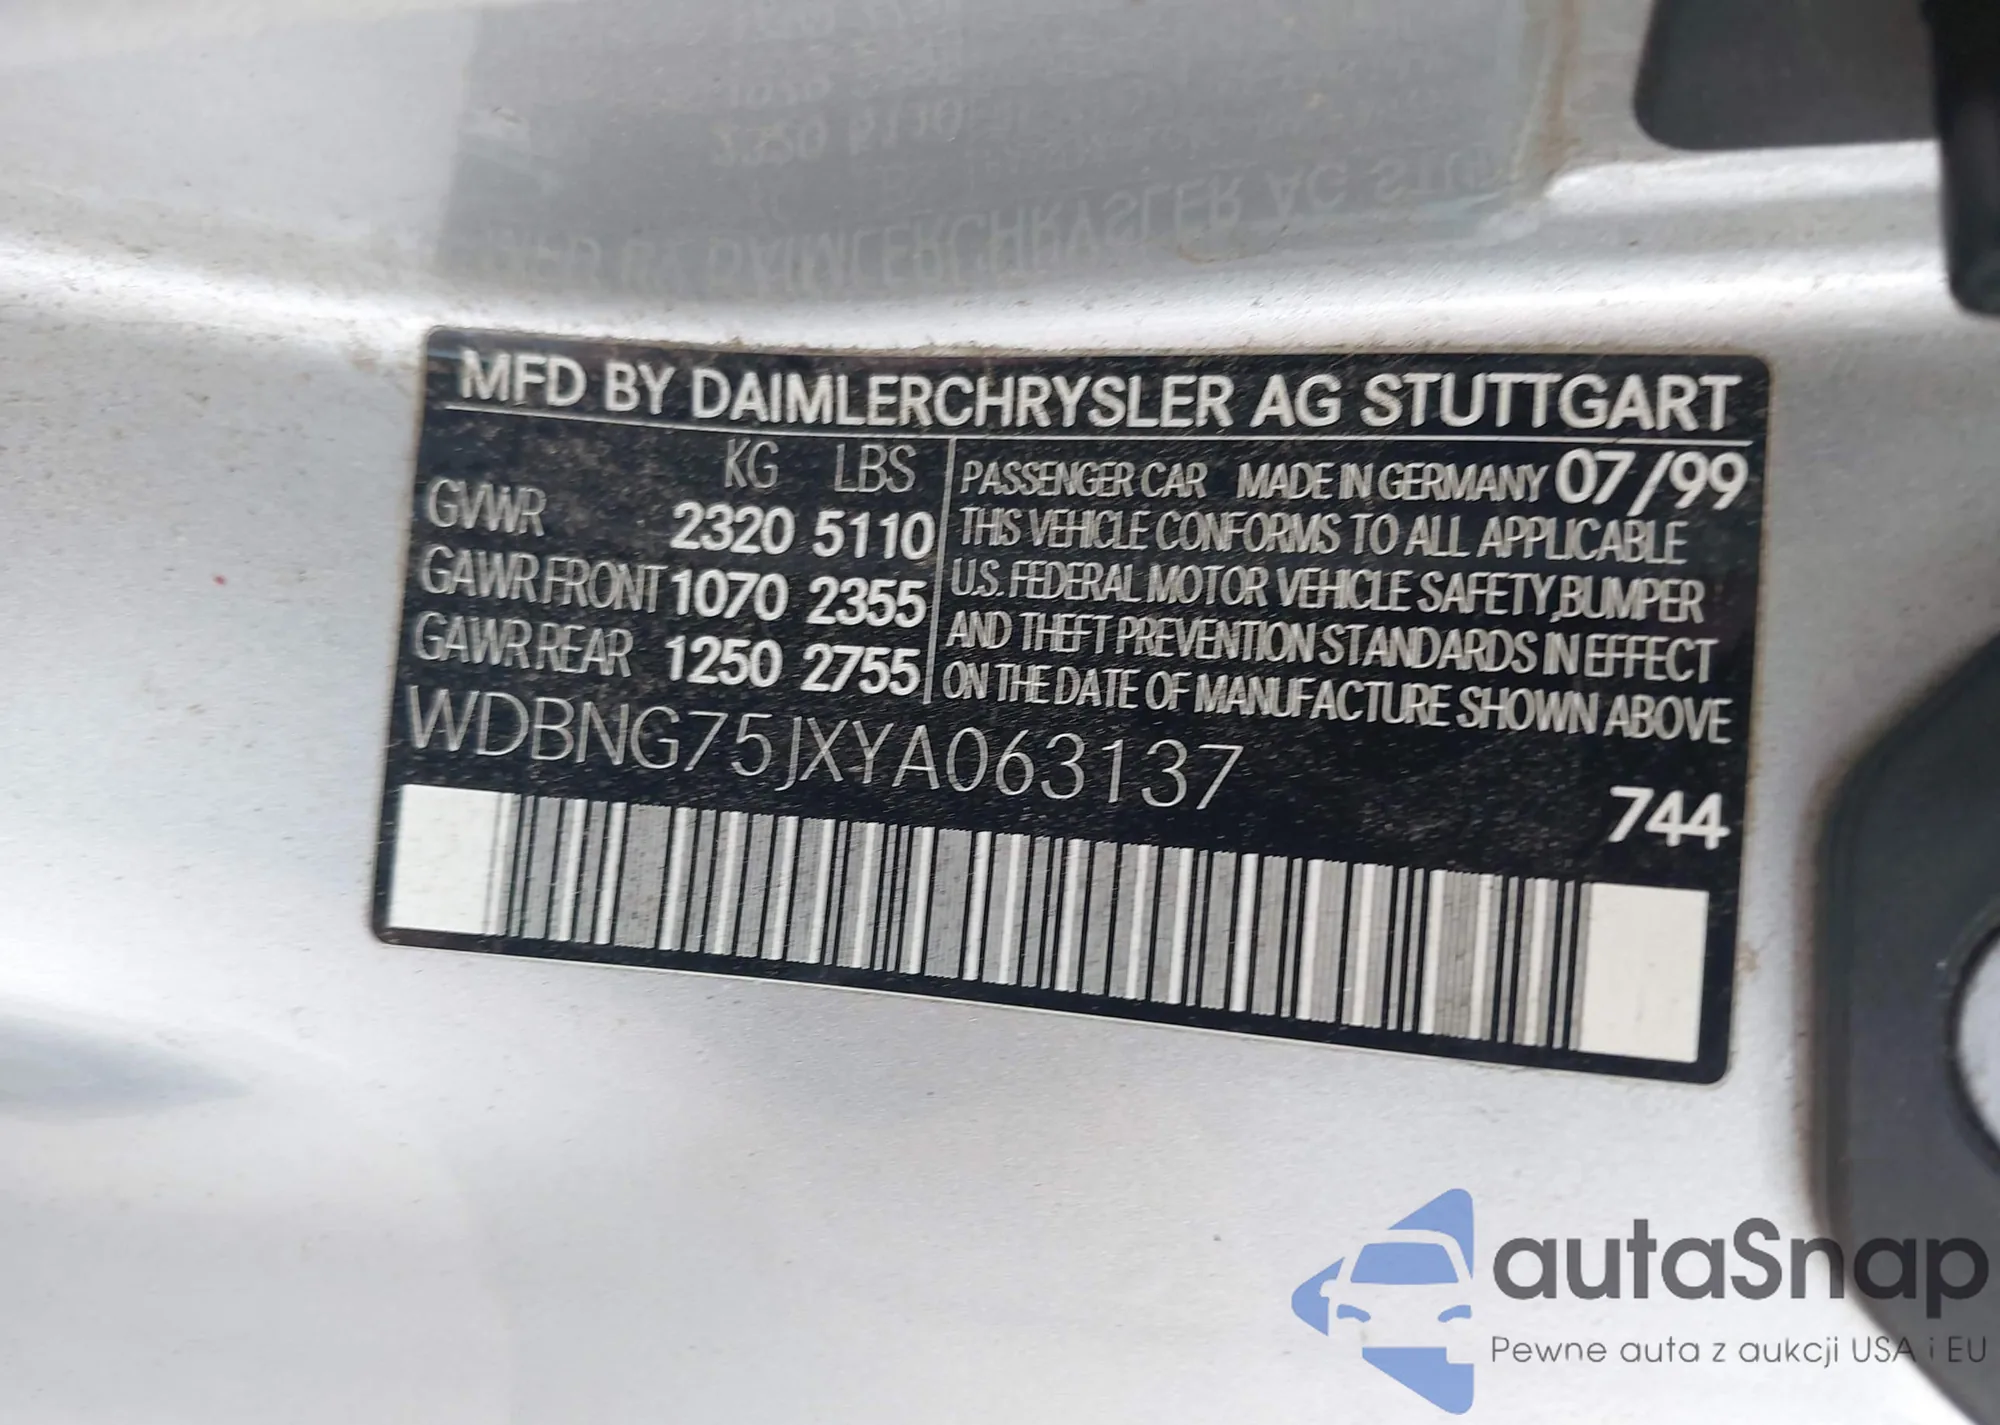 MFD BY DAIMLERCHRYSLER AG STUTTGART
KG LBS
GVWR 2320 5110
GAWR FRONT 1070 2355
GAWR REAR 1250 2755
PASSENGER CAR MADE IN GERMANY 07/99
THIS VEHICLE CONFORMS TO ALL APPLICABLE
U.S. FEDERAL MOTOR VEHICLE SAFETY, BUMPER
AND THEFT PREVENTION STANDARDS IN EFFECT
ON THE DATE OF MANUFACTURE SHOWN ABOVE
WDBNG75JXYA063137
744
autaSnap
Pewne auta z aukcji USA i EU